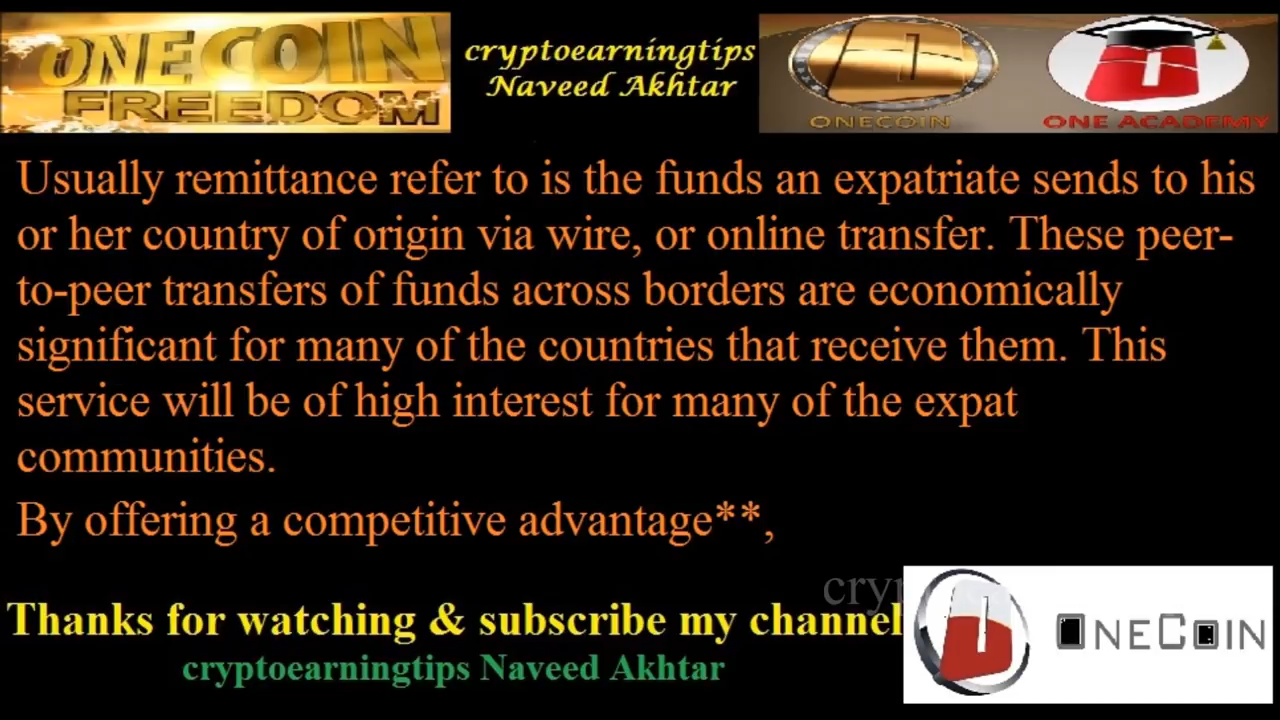 ONE COIN
FREEDOM
cryptoearningtips
Naveed Akhtar
ONECOIN
ONE ACADEMY
Usually remittance refer to is the funds an expatriate sends to his
or her country of origin via wire, or online transfer. These peer-
to-peer transfers of funds across borders are economically
significant for many of the countries that receive them. This
service will be of high interest for many of the expat
communities.
By offering a competitive advantage**,
Thanks for watching & subscribe my channel
cryptoearningtips Naveed Akhtar
ONECOIN